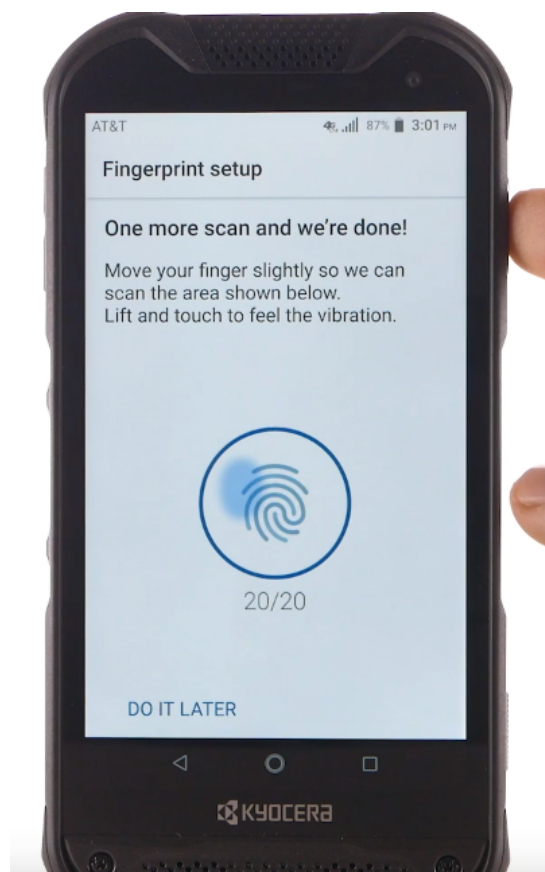 AT&T 4G 87% 3:01 PM
Fingerprint setup
One more scan and we're done!
Move your finger slightly so we can
scan the area shown below.
Lift and touch to feel the vibration.
20/20
DO IT LATER
KYOCERA